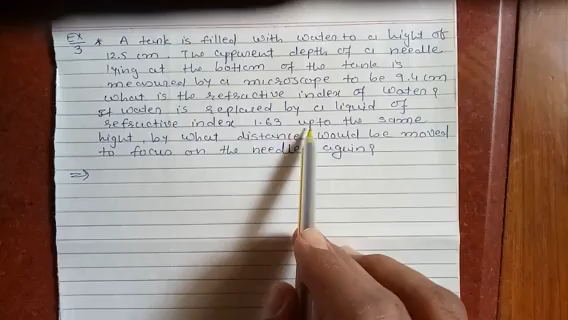 Ex
3 * A tank is filled with water to a hight of
12.5 cm. The apparent depth of a needle
lying at the bottom of the tank is
measured by a microscope to be 9.4 cm
what is the refractive index of water?
If water is replaced by a liquid of
refractive index 1.63 upto the same
hight, by what distance would be moved
to focus on the needle again?
⇒